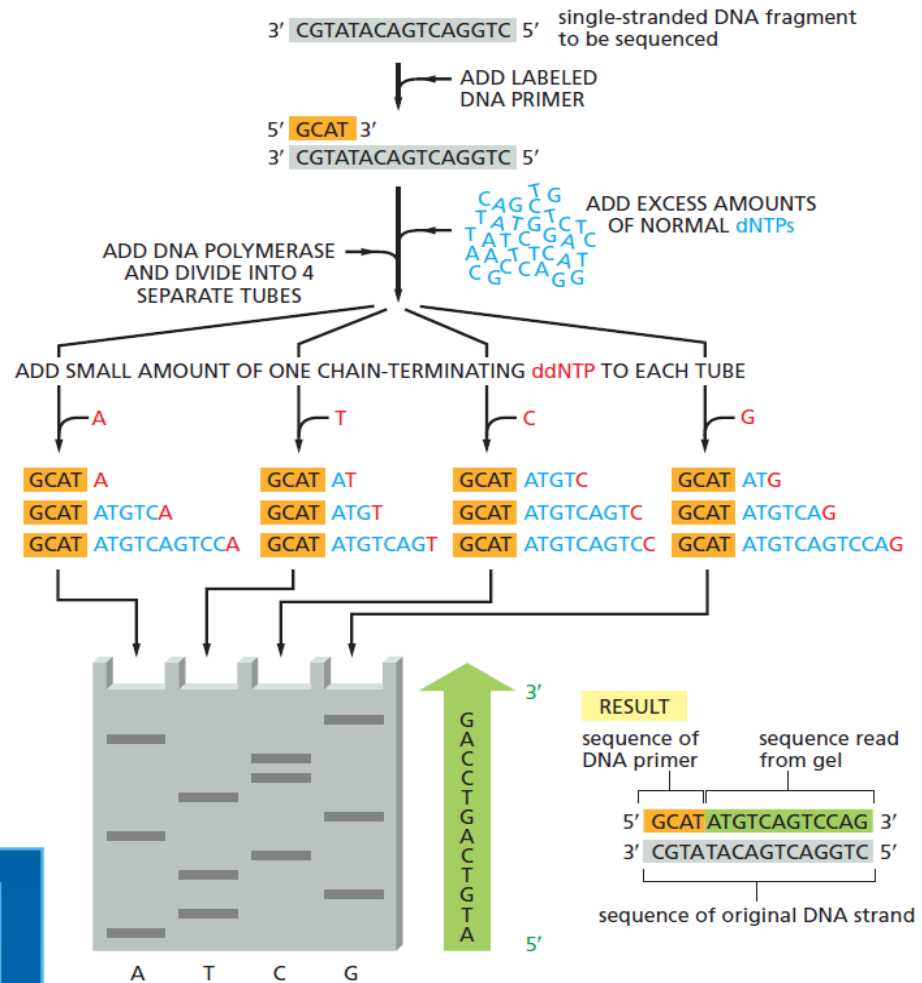 3′ CGTATACAGTCAGGTC 5′
single-stranded DNA fragment
to be sequenced
ADD LABELED
DNA PRIMER
5′ GCAT 3′
3′ CGTATACAGTCAGGTC 5′
ADD EXCESS AMOUNTS
OF NORMAL dNTPs
ADD DNA POLYMERASE
AND DIVIDE INTO 4
SEPARATE TUBES
ADD SMALL AMOUNT OF ONE CHAIN-TERMINATING ddNTP TO EACH TUBE
A
T
C
G
GCAT A
GCAT ATGTCA
GCAT ATGTCAGTCCA
GCAT AT
GCAT ATGT
GCAT ATGTCAGT
GCAT ATGTC
GCAT ATGTCAGTC
GCAT ATGTCAGTCC
GCAT ATG
GCAT ATGTCAG
GCAT ATGTCAGTCCAG
A T C G
3′
G
A
C
C
T
G
A
C
T
G
T
A
5′
RESULT
sequence of
DNA primer
sequence read
from gel
5′ GCATATGTCAGTCCAG 3′
3′ CGTATACAGTCAGGTC 5′
sequence of original DNA strand